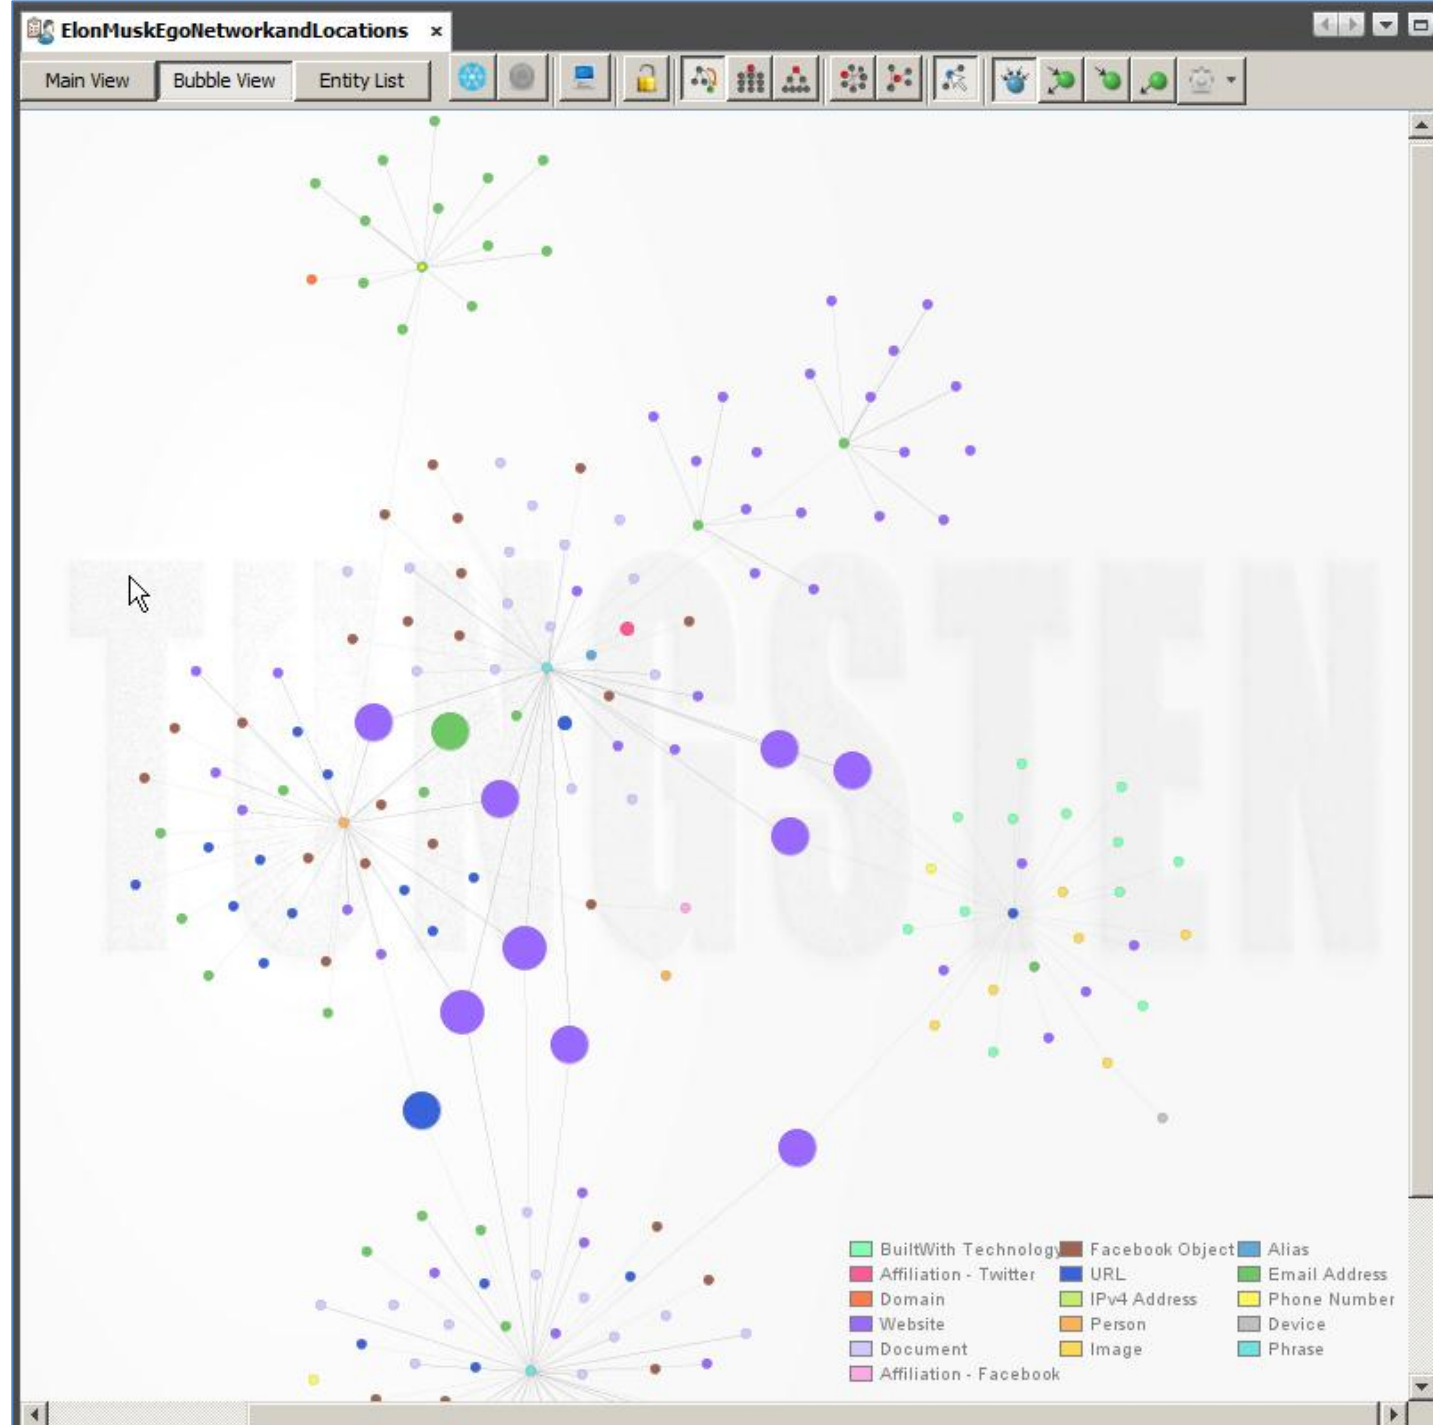 ElonMuskEgoNetworkandLocations ×
Main View Bubble View Entity List
TUNGSTEN
BuiltWith Technology Facebook Object Alias
Affiliation - Twitter URL Email Address
Domain IPv4 Address Phone Number
Website Person Device
Document Image Phrase
Affiliation - Facebook